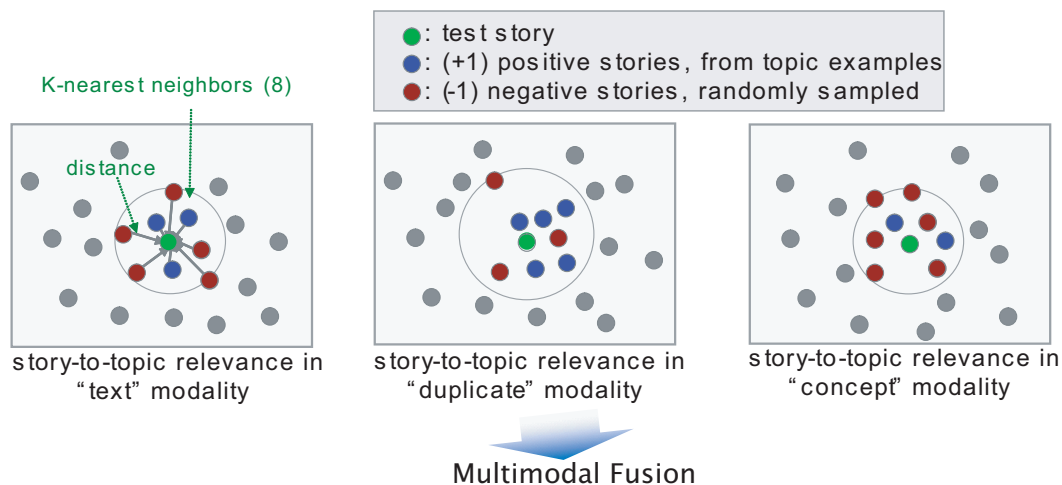 : test story
: (+1) positive stories, from topic examples
: (-1) negative stories, randomly sampled
K-nearest neighbors (8)
distance
story-to-topic relevance in
“text” modality
story-to-topic relevance in
“duplicate” modality
story-to-topic relevance in
“concept” modality
Multimodal Fusion